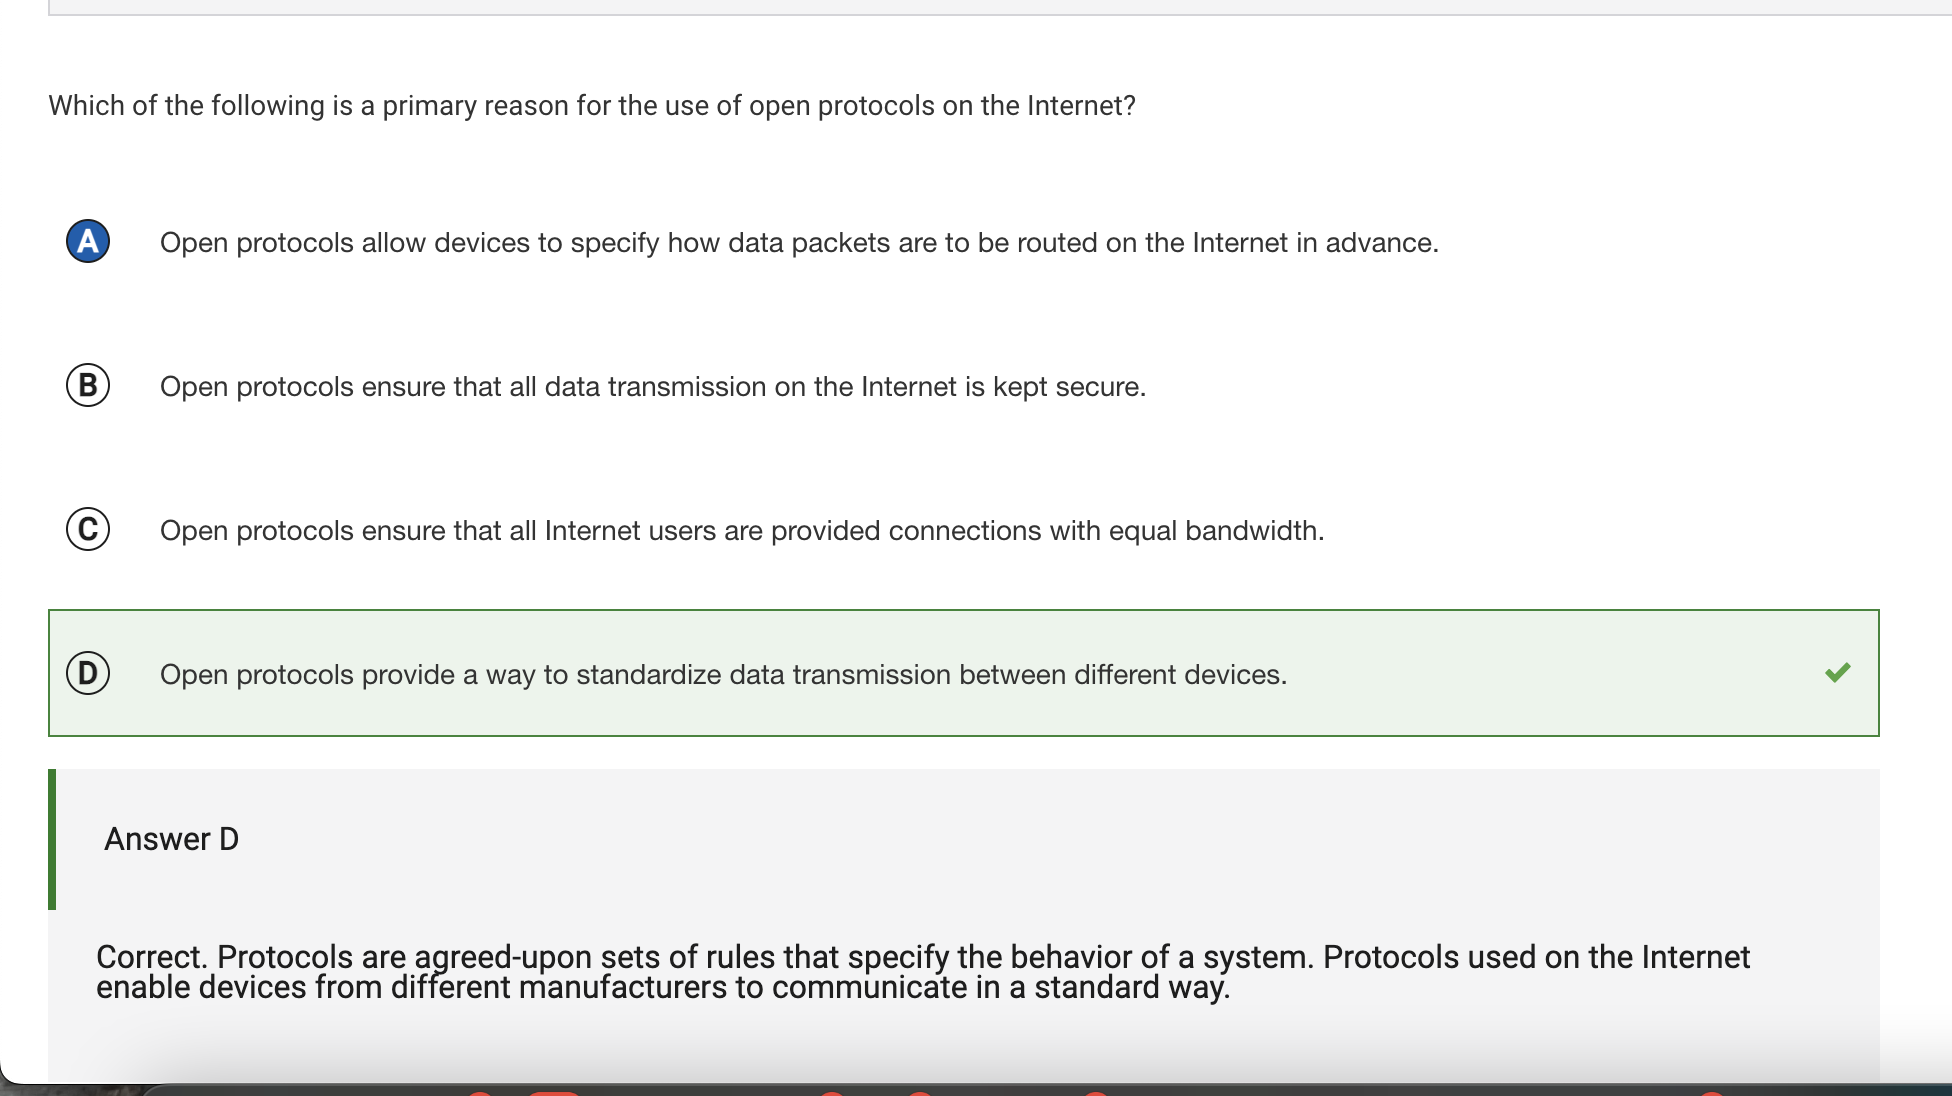 Which of the following is a primary reason for the use of open protocols on the Internet?
A Open protocols allow devices to specify how data packets are to be routed on the Internet in advance.
B Open protocols ensure that all data transmission on the Internet is kept secure.
C Open protocols ensure that all Internet users are provided connections with equal bandwidth.
D Open protocols provide a way to standardize data transmission between different devices.
Answer D
Correct. Protocols are agreed-upon sets of rules that specify the behavior of a system. Protocols used on the Internet
enable devices from different manufacturers to communicate in a standard way.